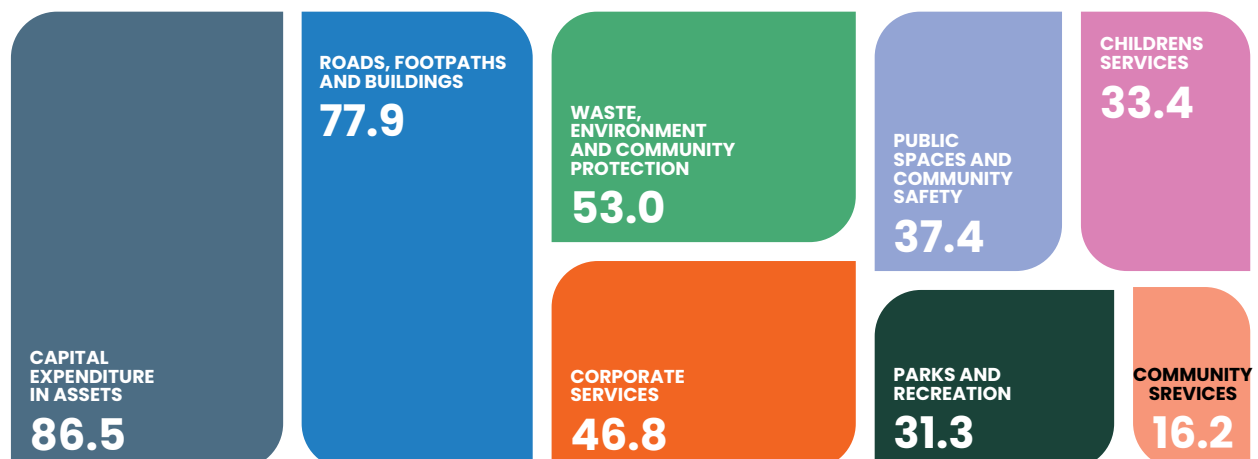 CAPITAL
EXPENDITURE
IN ASSETS
86.5
ROADS, FOOTPATHS
AND BUILDINGS
77.9
WASTE,
ENVIRONMENT
AND COMMUNITY
PROTECTION
53.0
CORPORATE
SERVICES
46.8
PUBLIC
SPACES AND
COMMUNITY
SAFETY
37.4
CHILDRENS
SERVICES
33.4
PARKS AND
RECREATION
31.3
COMMUNITY
SREVICES
16.2